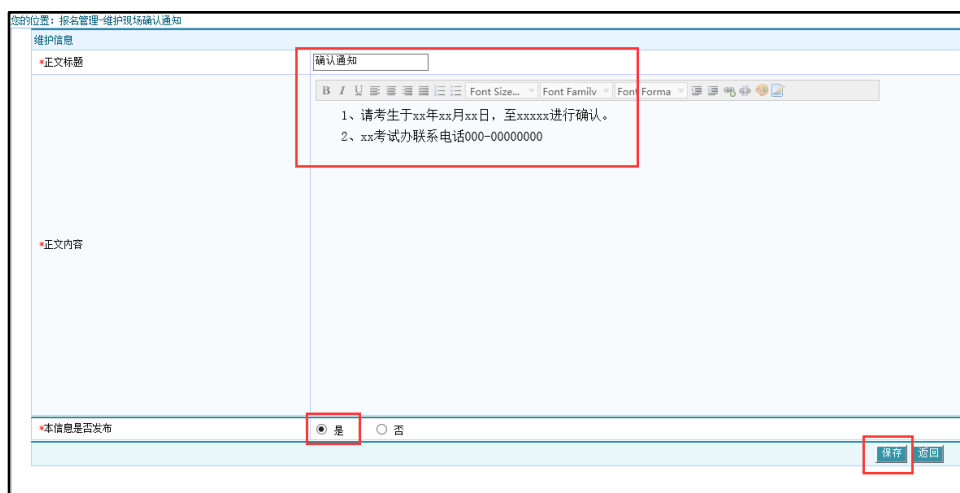 您的位置：报名管理-维护现场确认通知
维护信息
*正文标题
确认通知
B I U Font Size... Font Family Font Forma
1、请考生于xx年xx月xx日，至xxxxx进行确认。
2、xx考试办联系电话000-00000000
*正文内容
*本信息是否发布
是 否
保存 返回